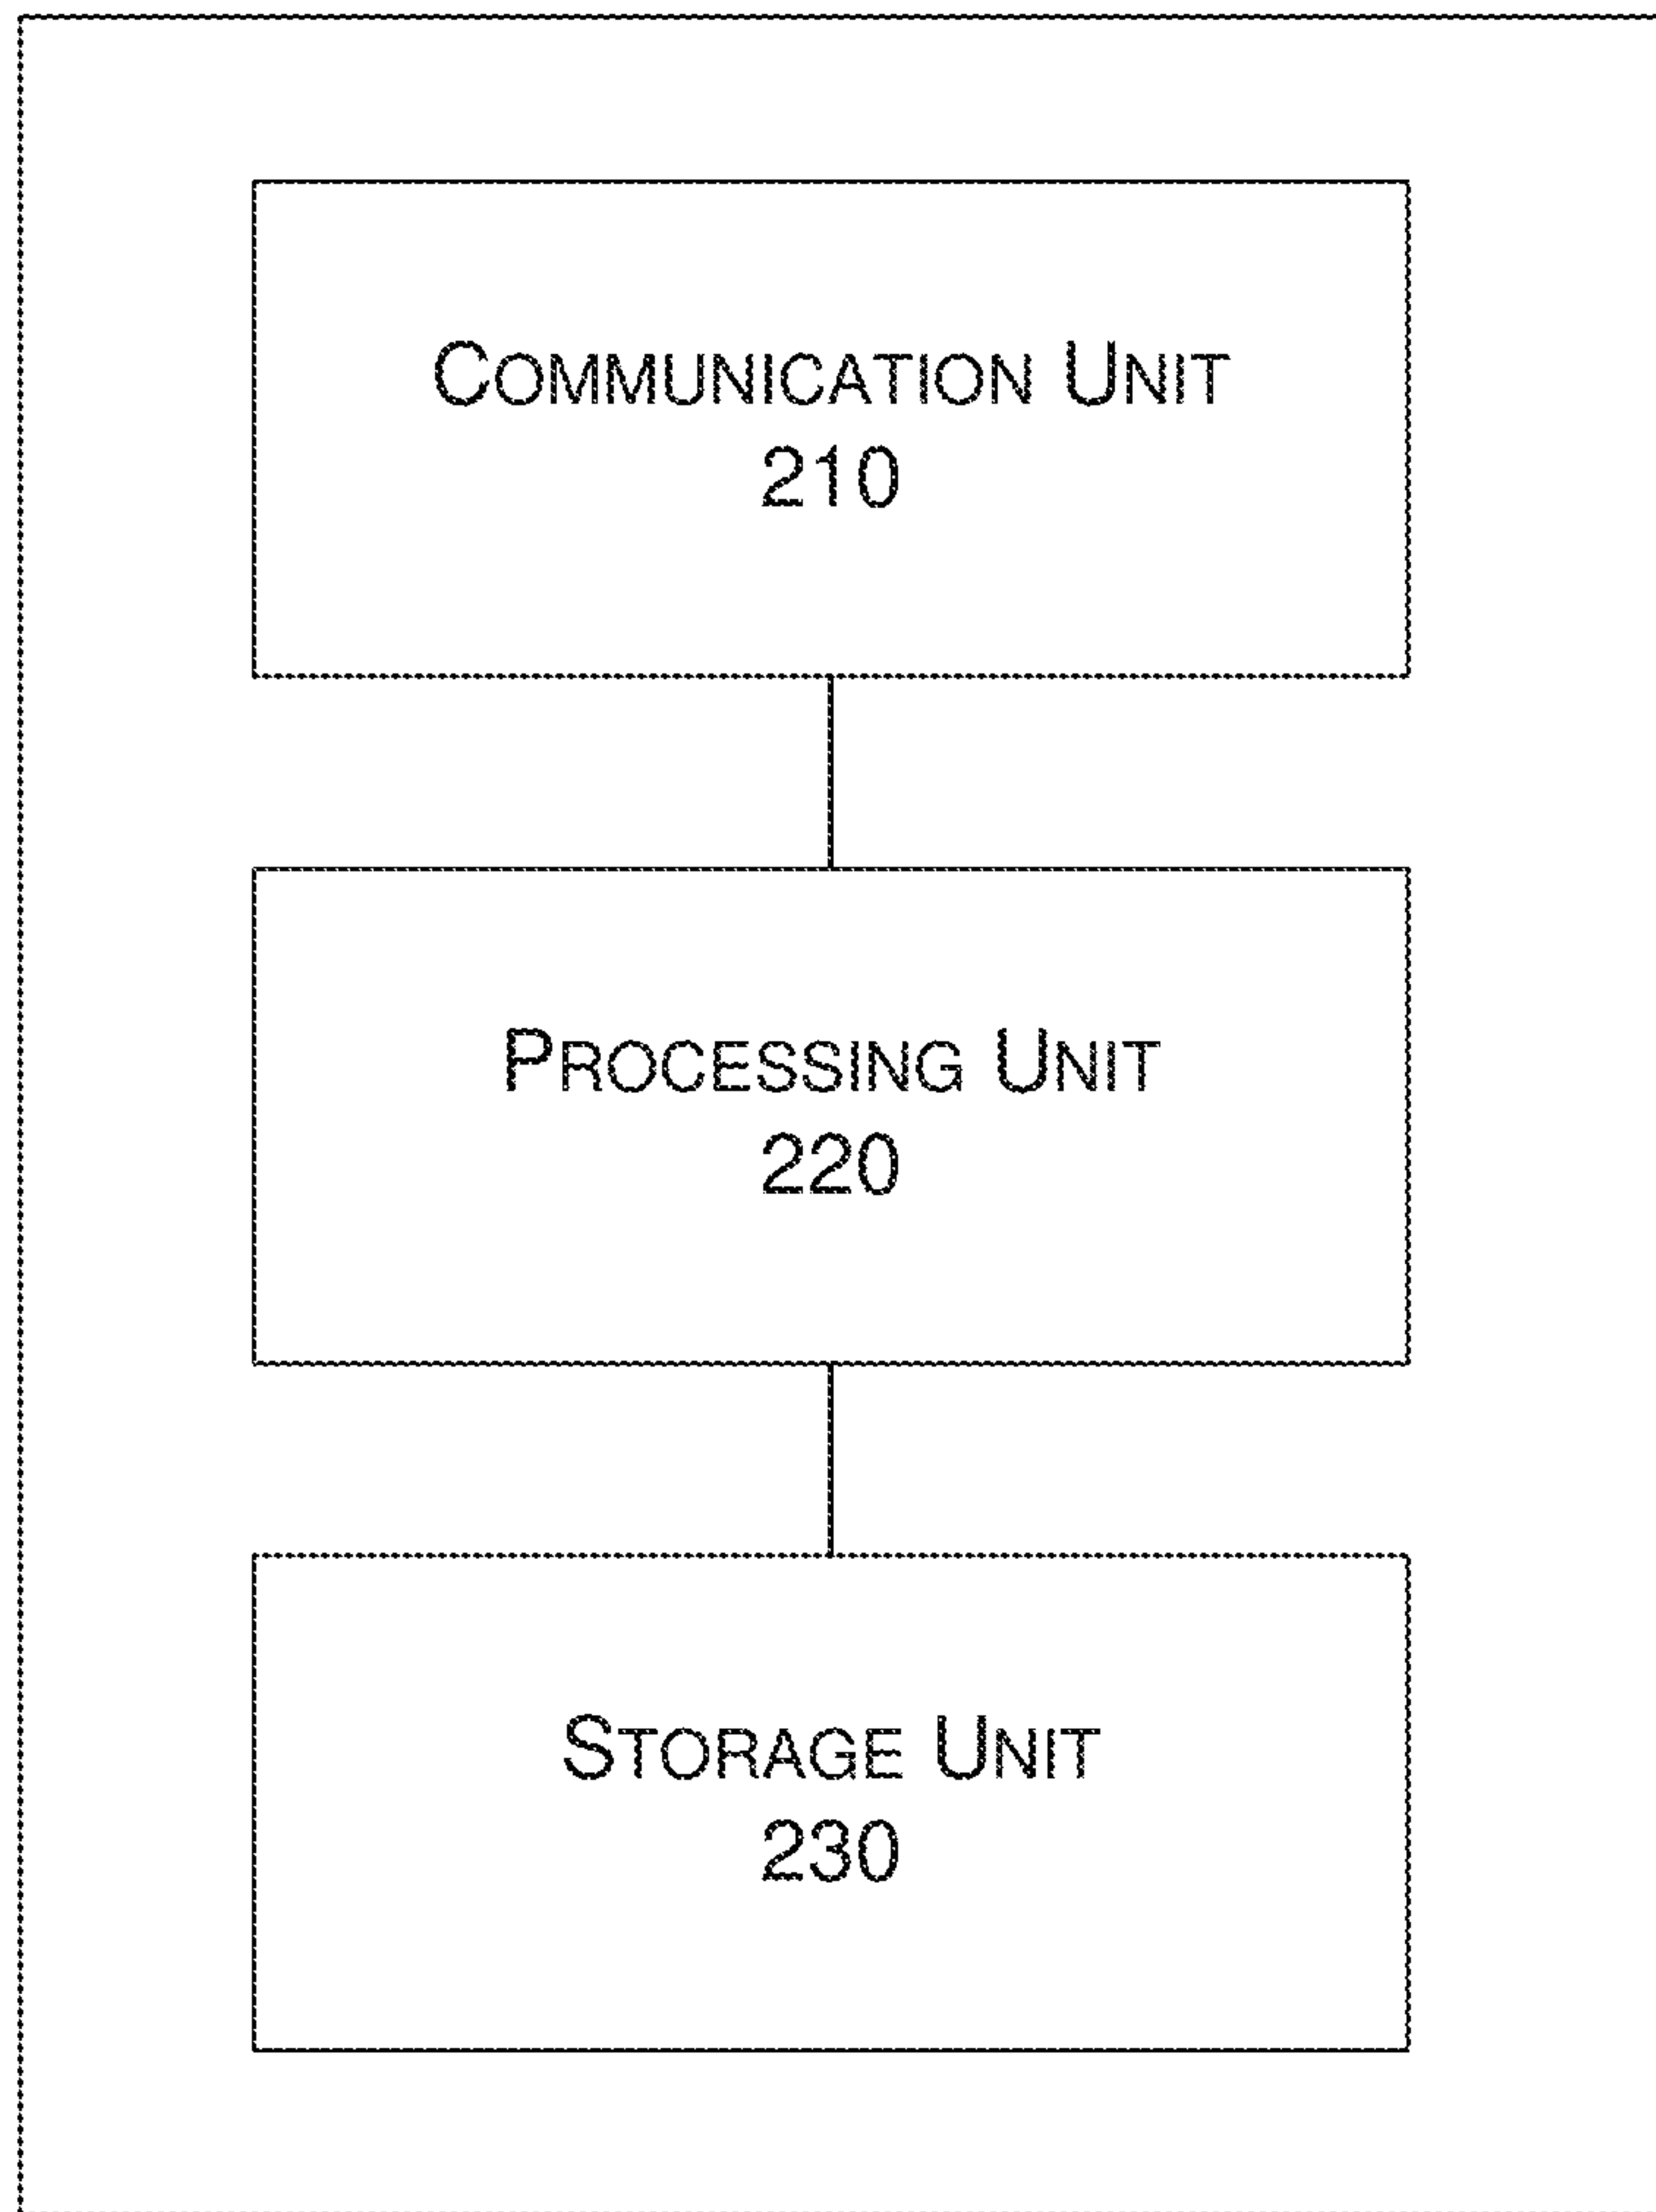 COMMUNICATION UNIT
210
PROCESSING UNIT
220
STORAGE UNIT
230